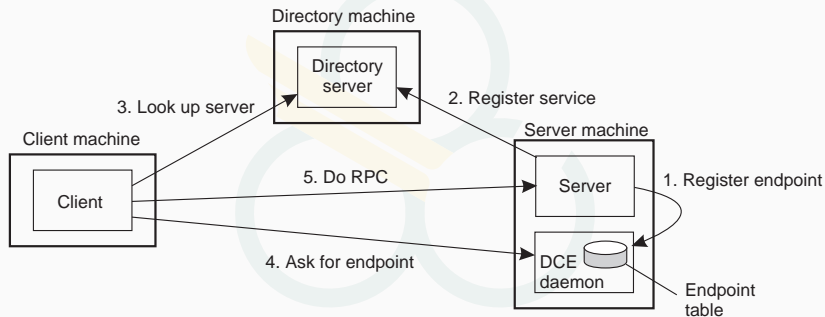 Directory machine
Directory
server
3. Look up server
2. Register service
Client machine
Server machine
5. Do RPC
Client
Server
1. Register endpoint
4. Ask for endpoint
DCE
daemon
Endpoint
table